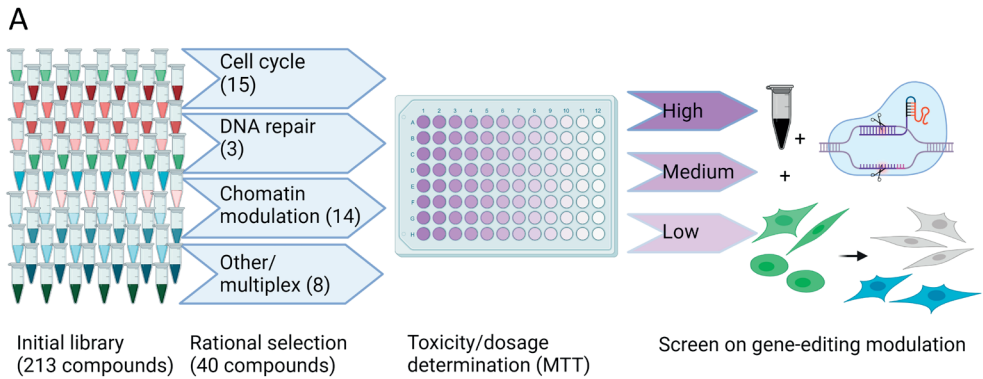 A
Cell cycle
(15)
DNA repair
(3)
Chromatin
modulation (14)
Other/
multiplex (8)
1 2 3 4 5 6 7 8 9 10 11 12
A
B
C
D
E
F
G
H
High
Medium
Low
+
+
Initial library
(213 compounds)
Rational selection
(40 compounds)
Toxicity/dosage
determination (MTT)
Screen on gene-editing modulation